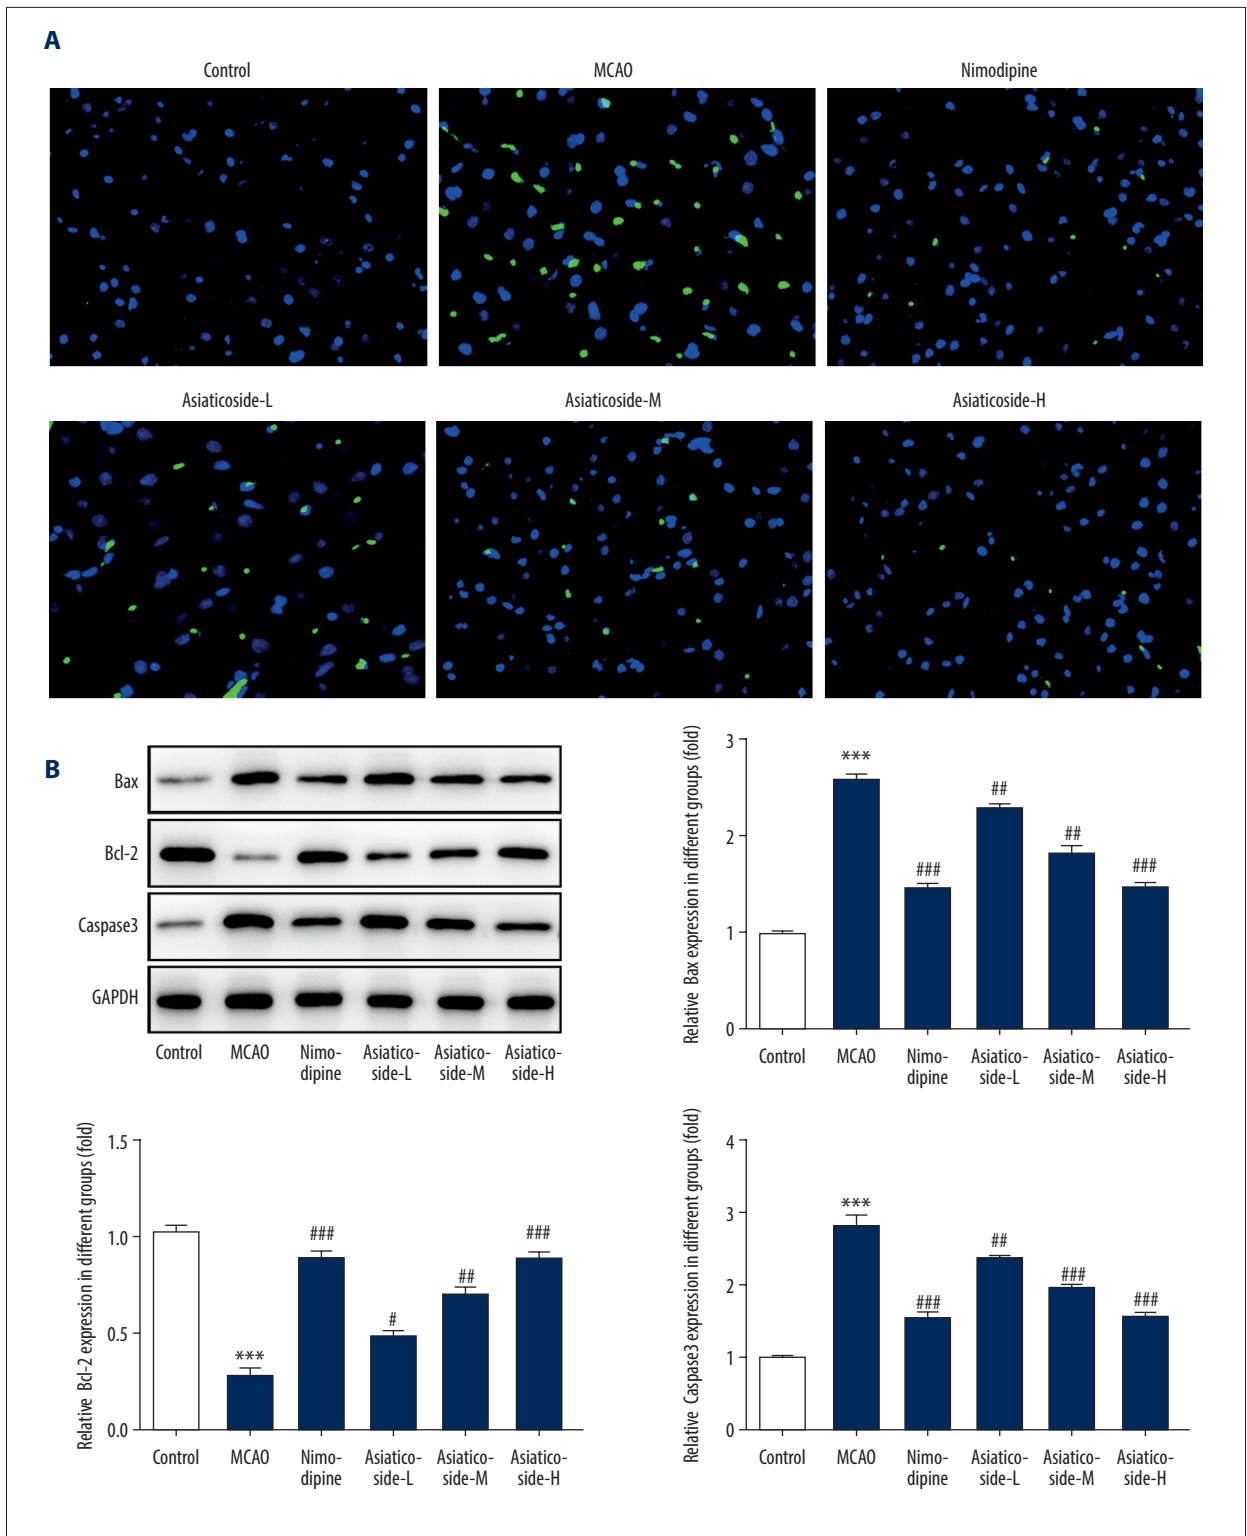 A
Control
MCAO
Nimodipine
Asiaticoside-L
Asiaticoside-M
Asiaticoside-H
B
Bax
Bcl-2
Caspase3
GAPDH
Control
MCAO
Nimo-
dipine
Asiatico-
side-L
Asiatico-
side-M
Asiatico-
side-H
Relative Bax expression in different groups (fold)
3
2
1
0
***
###
##
##
###
Control
MCAO
Nimo-
dipine
Asiatico-
side-L
Asiatico-
side-M
Asiatico-
side-H
Relative Bcl-2 expression in different groups (fold)
1.5
1.0
0.5
0.0
***
###
#
##
###
Control
MCAO
Nimo-
dipine
Asiatico-
side-L
Asiatico-
side-M
Asiatico-
side-H
Relative Caspase3 expression in different groups (fold)
4
3
2
1
0
***
###
##
###
###
Control
MCAO
Nimo-
dipine
Asiatico-
side-L
Asiatico-
side-M
Asiatico-
side-H